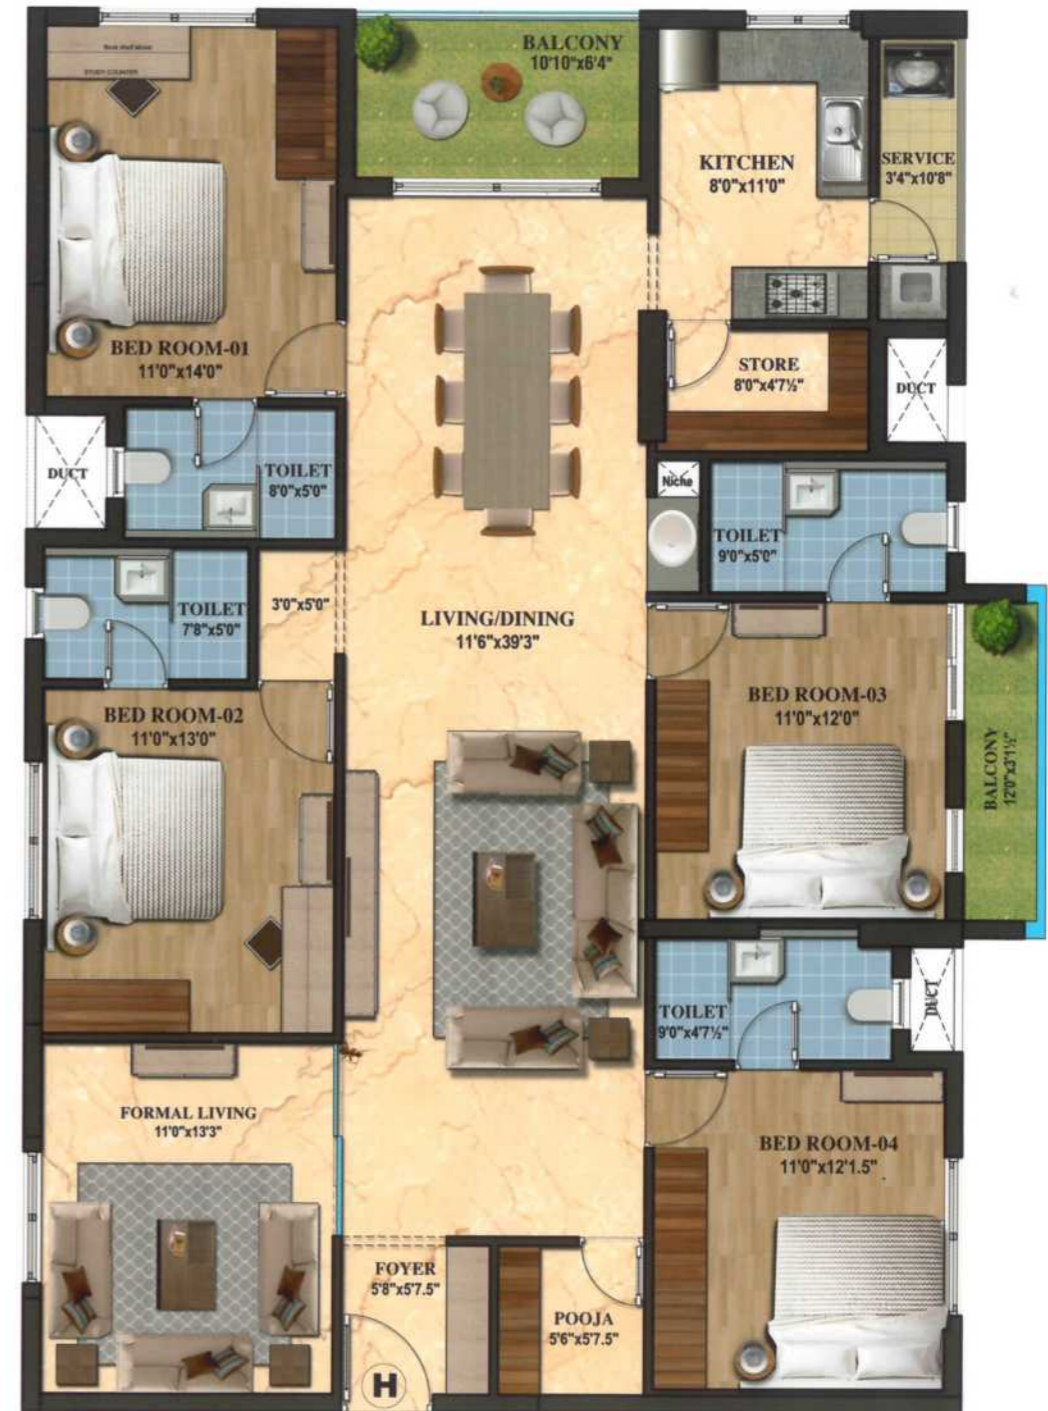 Book shelf above
STUDY COUNTER
BALCONY
10'10"x6'4"
KITCHEN
8'0"x11'0"
SERVICE
3'4"x10'8"
BED ROOM-01
11'0"x14'0"
STORE
8'0"x4'7½"
DUCT
DUCT
TOILET
8'0"x5'0"
Niche
TOILET
9'0"x5'0"
TOILET
7'8"x5'0"
3'0"x5'0"
LIVING/DINING
11'6"x39'3"
BED ROOM-02
11'0"x13'0"
BED ROOM-03
11'0"x12'0"
BALCONY
12'0"x3'1½"
TOILET
9'0"x4'7½"
DUCT
FORMAL LIVING
11'0"x13'3"
BED ROOM-04
11'0"x12'1.5"
FOYER
5'8"x5'7.5"
POOJA
5'6"x5'7.5"
H